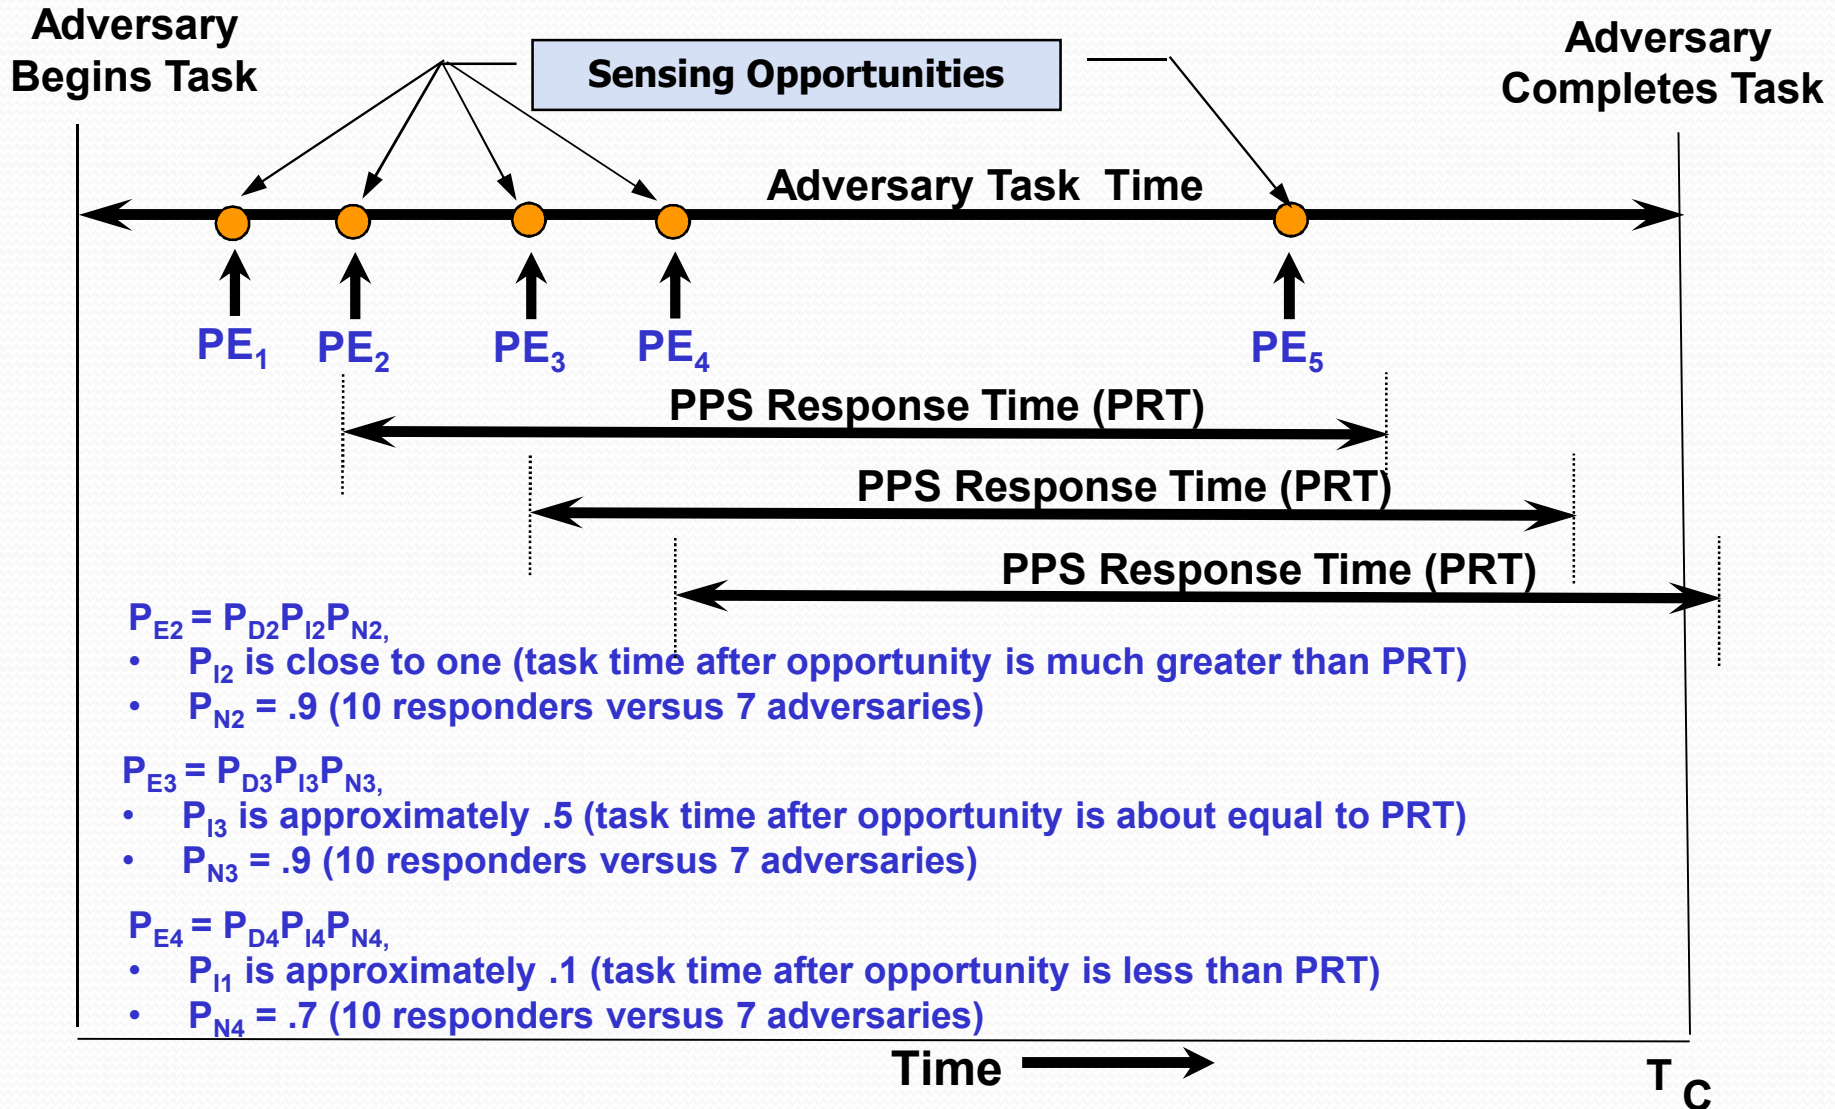 Adversary
Begins Task
Sensing Opportunities
Adversary
Completes Task
Adversary Task Time
PE1
PE2
PE3
PE4
PE5
PPS Response Time (PRT)
PPS Response Time (PRT)
PPS Response Time (PRT)
PE2 = PD2PI2PN2,
• PI2 is close to one (task time after opportunity is much greater than PRT)
• PN2 = .9 (10 responders versus 7 adversaries)
PE3 = PD3PI3PN3,
• PI3 is approximately .5 (task time after opportunity is about equal to PRT)
• PN3 = .9 (10 responders versus 7 adversaries)
PE4 = PD4PI4PN4,
• PI1 is approximately .1 (task time after opportunity is less than PRT)
• PN4 = .7 (10 responders versus 7 adversaries)
Time
TC